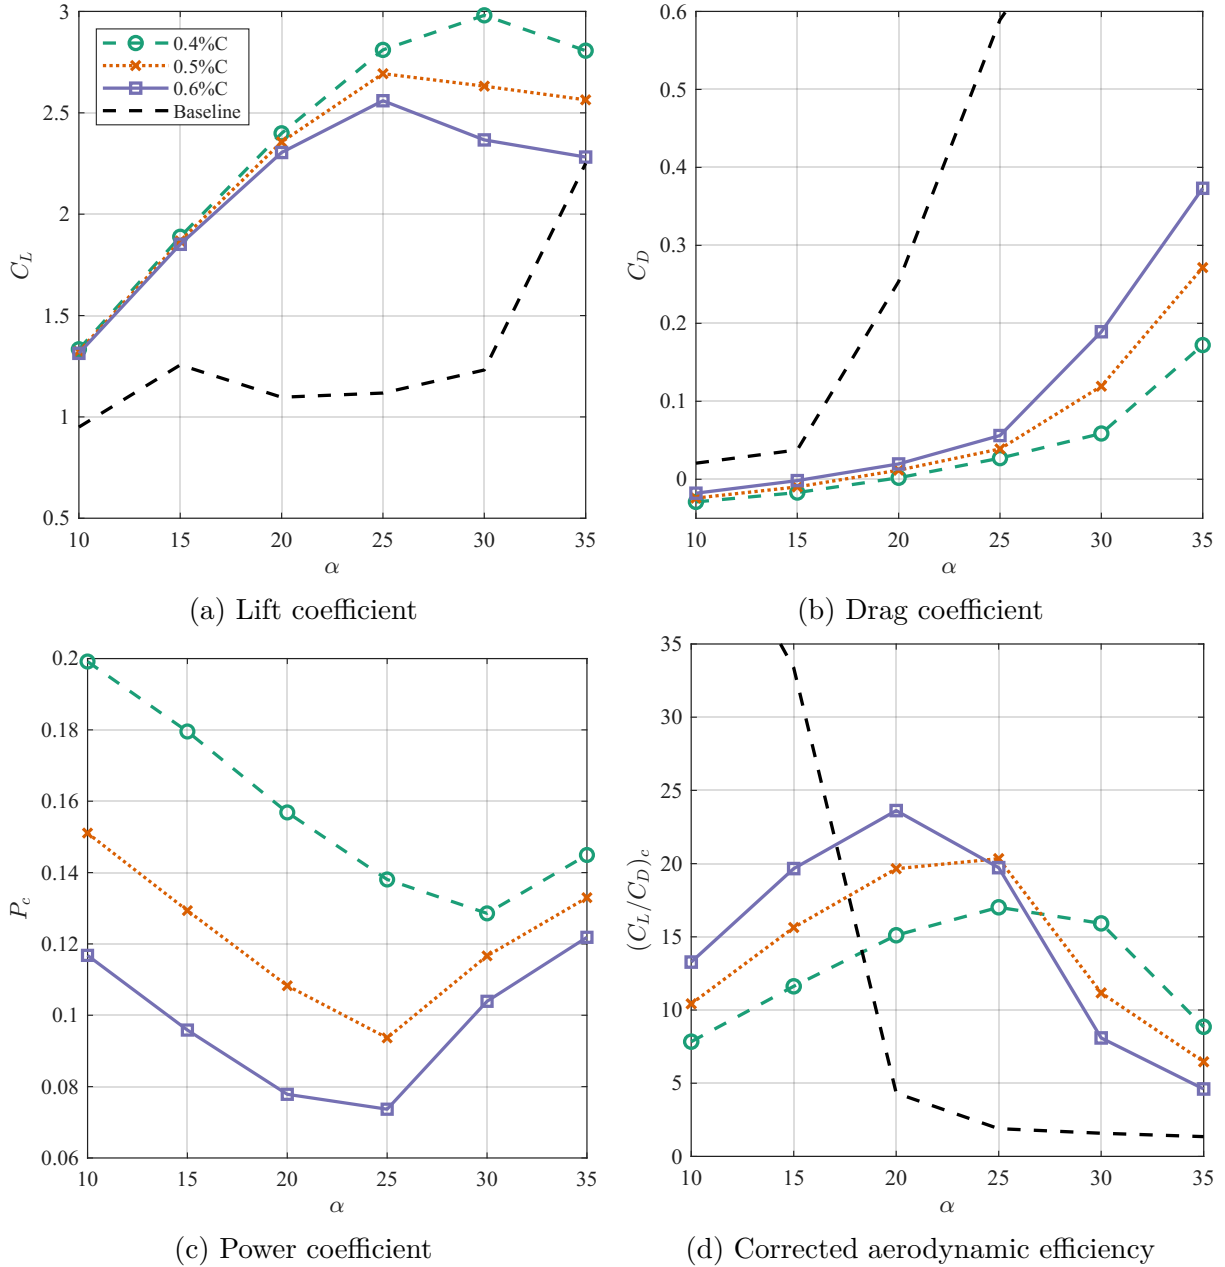 3
2.5
2
1.5
1
0.5
C_L
0.4%C
0.5%C
0.6%C
Baseline
10 15 20 25 30 35
α
(a) Lift coefficient
0.6
0.5
0.4
0.3
0.2
0.1
0
C_D
10 15 20 25 30 35
α
(b) Drag coefficient
0.2
0.18
0.16
0.14
0.12
0.1
0.08
0.06
P_c
10 15 20 25 30 35
α
(c) Power coefficient
35
30
25
20
15
10
5
0
(C_L/C_D)_c
10 15 20 25 30 35
α
(d) Corrected aerodynamic efficiency